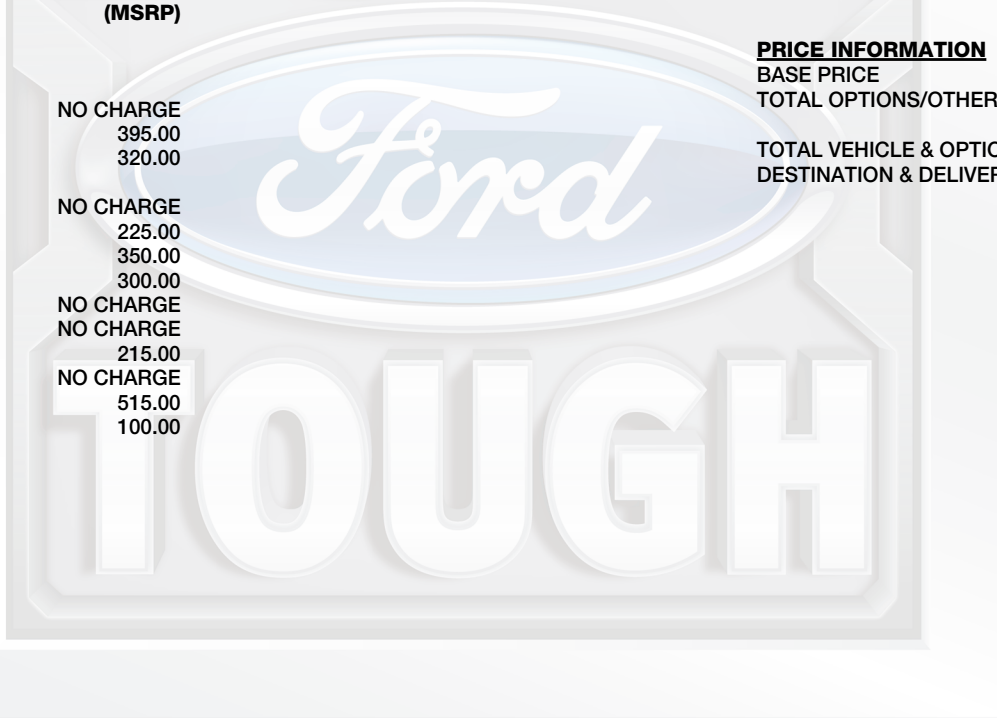 (MSRP)
NO CHARGE
395.00
320.00
NO CHARGE
225.00
350.00
300.00
NO CHARGE
NO CHARGE
215.00
NO CHARGE
515.00
100.00
PRICE INFORMATION
BASE PRICE
TOTAL OPTIONS/OTHER
TOTAL VEHICLE & OPTIO
DESTINATION & DELIVER
Ford
TOUGH